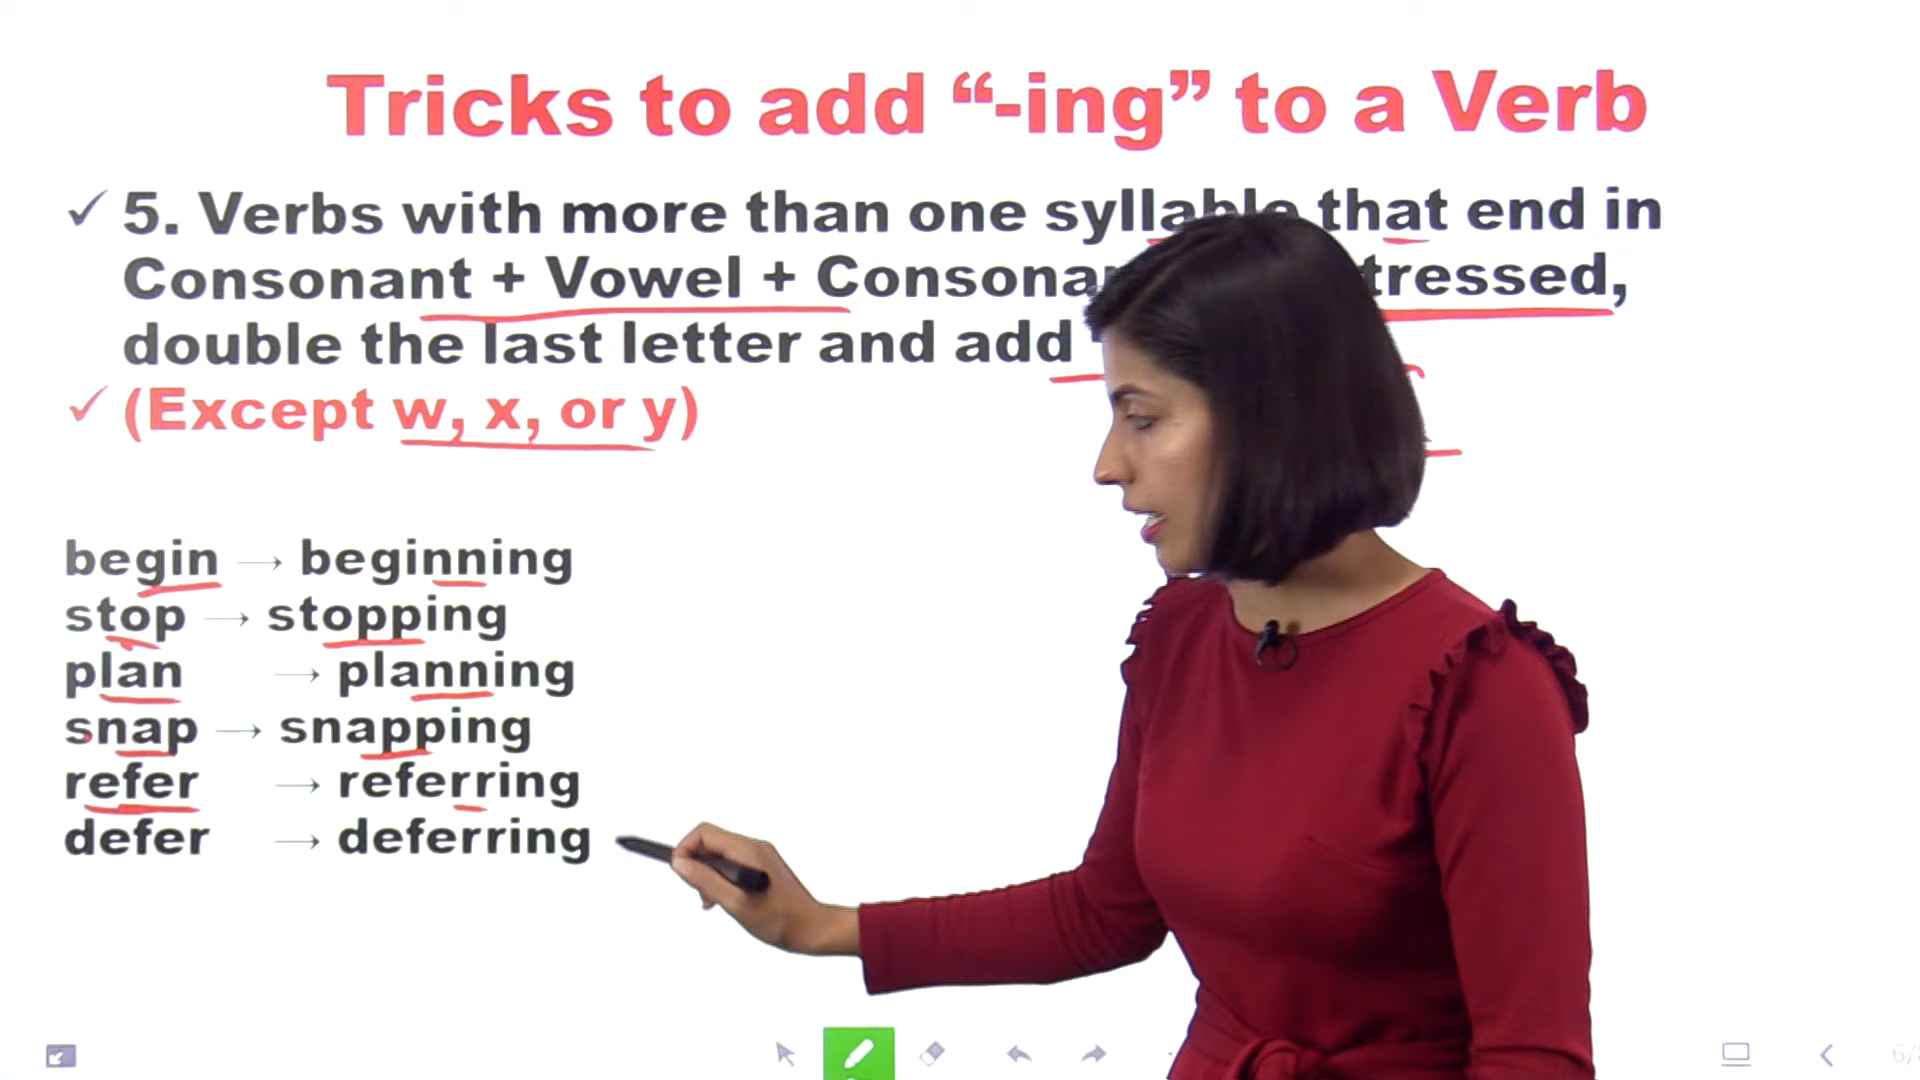 Tricks to add “-ing” to a Verb
✓ 5. Verbs with more than one syllable that end in
Consonant + Vowel + tressed,
double the last letter and add
✓ (Except w, x, or y)
begin → beginning
stop → stopping
plan → planning
snap → snapping
refer → referring
defer → deferring